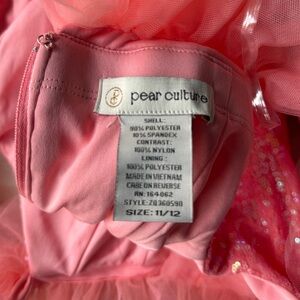 pear culture
SHELL:
90% POLYESTER
10% SPANDEX
CONTRAST:
100% NYLON
LINING:
100% POLYESTER
MADE IN VIETNAM
CARE ON REVERSE
RN: 164062
STYLE: ZQ360590
SIZE: 11/12